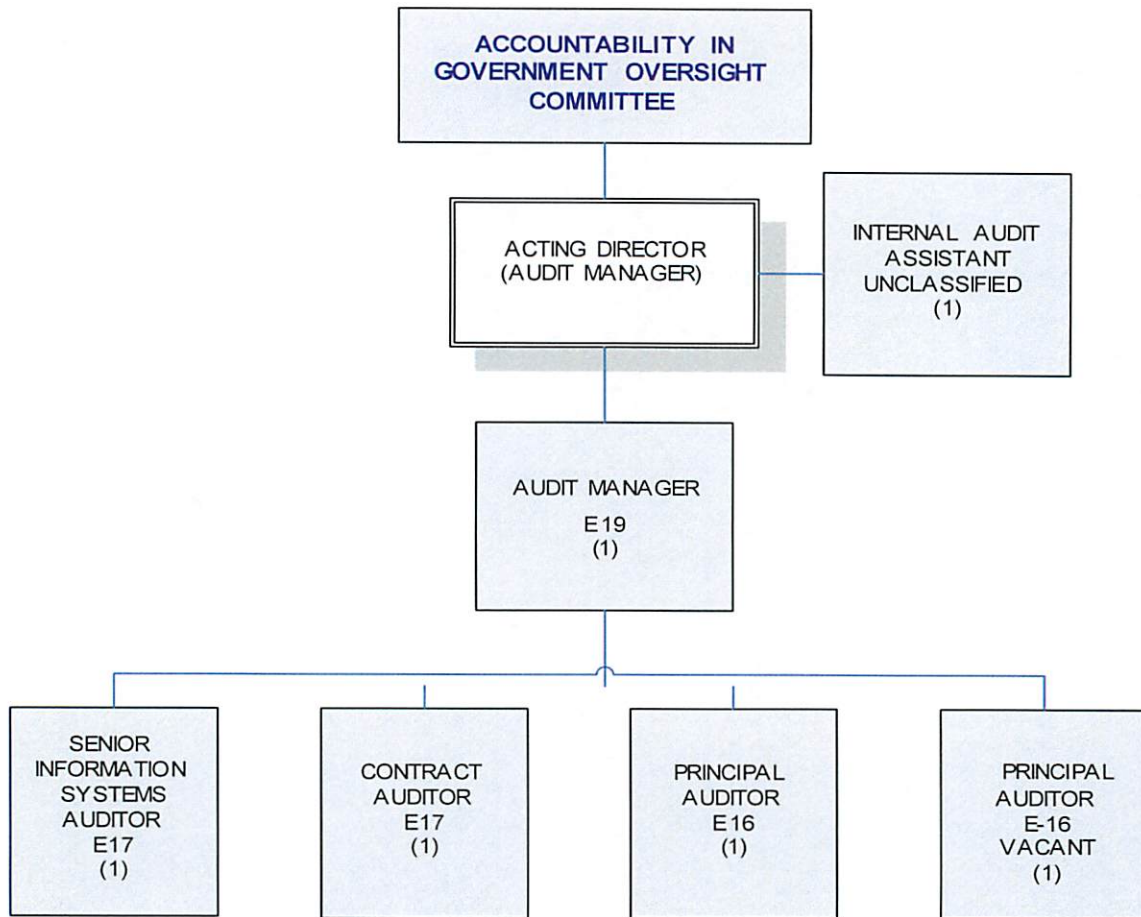 ACCOUNTABILITY IN
GOVERNMENT OVERSIGHT
COMMITTEE
ACTING DIRECTOR
(AUDIT MANAGER)
INTERNAL AUDIT
ASSISTANT
UNCLASSIFIED
(1)
AUDIT MANAGER
E19
(1)
SENIOR
INFORMATION
SYSTEMS
AUDITOR
E17
(1)
CONTRACT
AUDITOR
E17
(1)
PRINCIPAL
AUDITOR
E16
(1)
PRINCIPAL
AUDITOR
E-16
VACANT
(1)